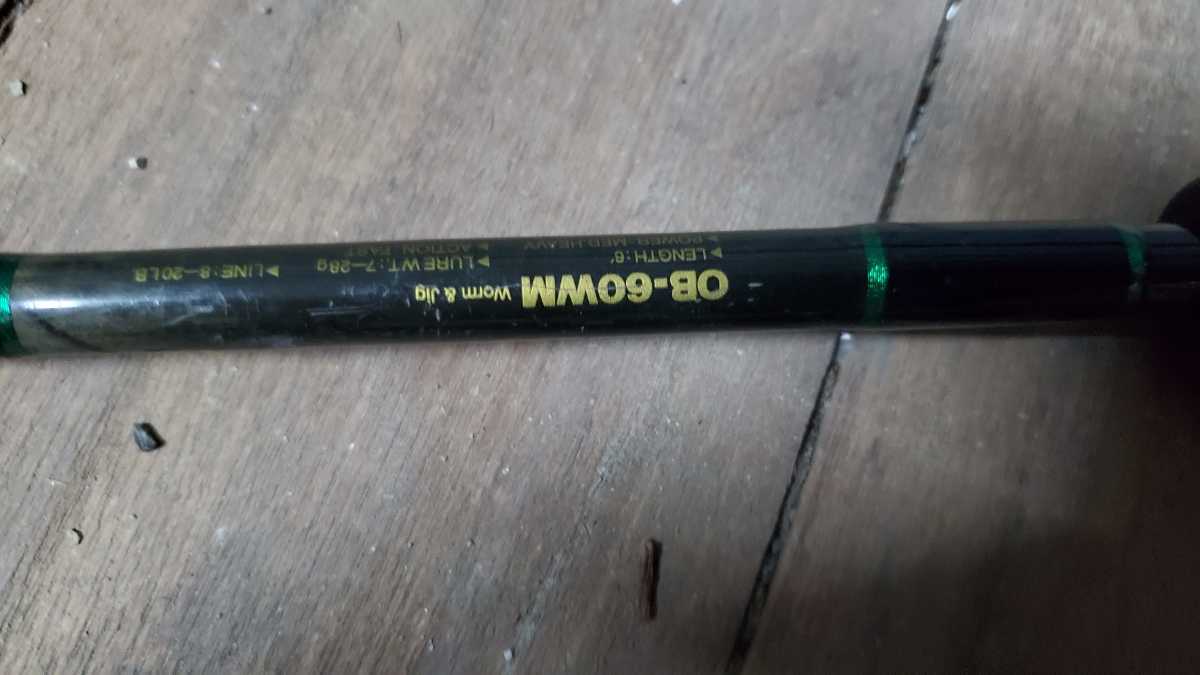 OB-60WM Worm & Jig
▶LENGTH:6' ▶LURE WT.:7–28g ▶LINE:8–20LB
▶POWER:MED.HEAVY ▶ACTION:FAST